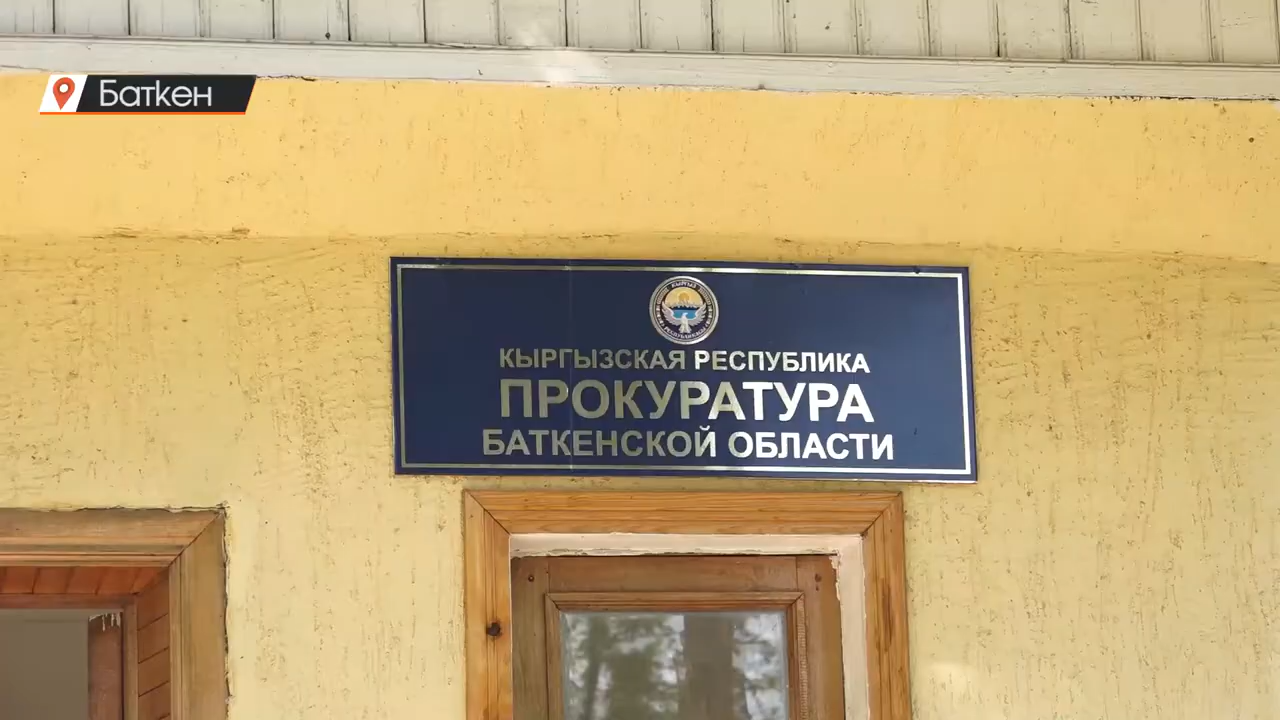 Баткен
КЫРГЫЗСКАЯ РЕСПУБЛИКА
ПРОКУРАТУРА
БАТКЕНСКОЙ ОБЛАСТИ